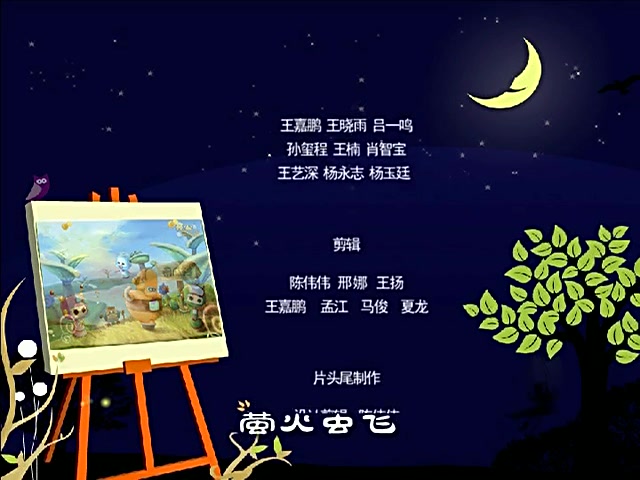 王嘉鹏 王晓雨 吕一鸣
孙玺程 王楠 肖智宝
王艺深 杨永志 杨玉廷
剪辑
陈伟伟 邢娜 王扬
王嘉鹏 孟江 马俊 夏龙
片头尾制作
萤火虫飞